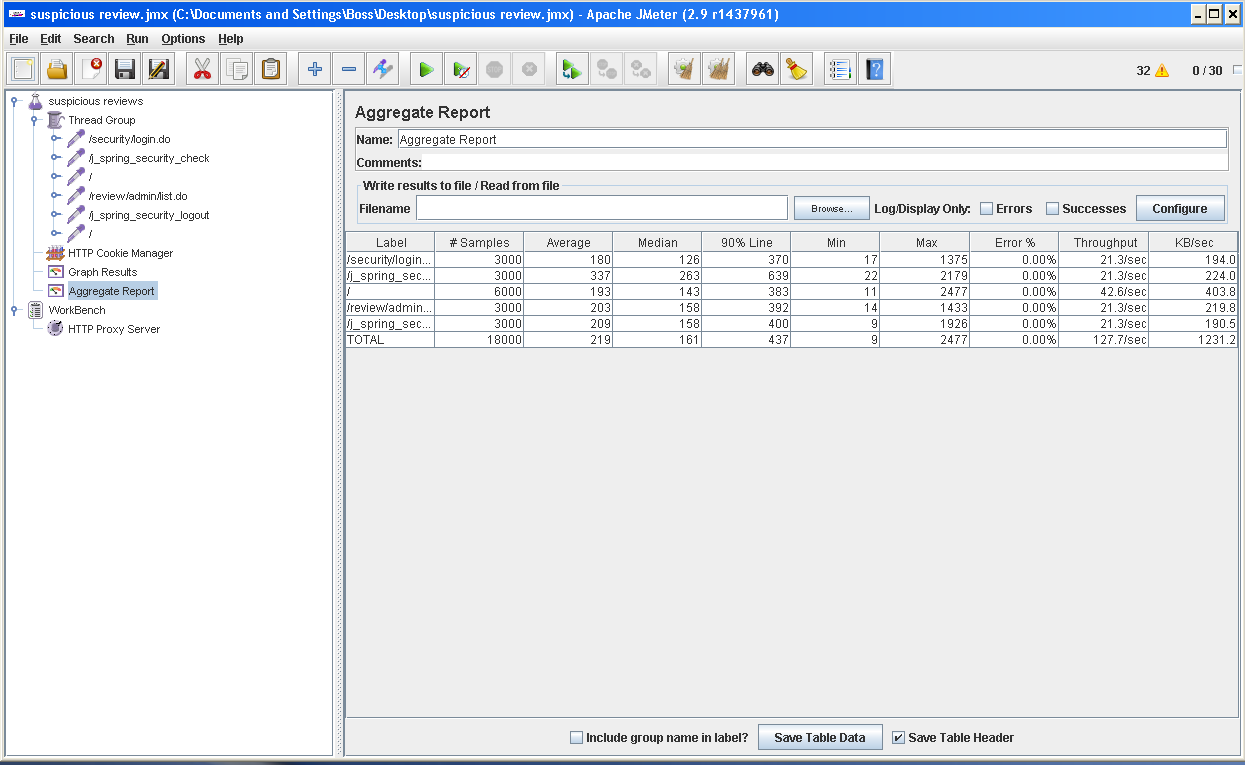 suspicious review.jmx (C:\Documents and Settings\Boss\Desktop\suspicious review.jmx) - Apache JMeter (2.9 r1437961)
File Edit Search Run Options Help
32 0 / 30
suspicious reviews
Thread Group
/security/login.do
/j_spring_security_check
/
/review/admin/list.do
/j_spring_security_logout
/
HTTP Cookie Manager
Graph Results
Aggregate Report
WorkBench
HTTP Proxy Server
Aggregate Report
Name: Aggregate Report
Comments:
Write results to file / Read from file
Filename Browse... Log/Display Only: Errors Successes Configure
Label # Samples Average Median 90% Line Min Max Error % Throughput KB/sec
/security/login... 3000 180 126 370 17 1375 0.00% 21.3/sec 194.0
/j_spring_sec... 3000 337 263 639 22 2179 0.00% 21.3/sec 224.0
/ 6000 193 143 383 11 2477 0.00% 42.6/sec 403.8
/review/admin... 3000 203 158 392 14 1433 0.00% 21.3/sec 219.8
/j_spring_sec... 3000 209 158 400 9 1926 0.00% 21.3/sec 190.5
TOTAL 18000 219 161 437 9 2477 0.00% 127.7/sec 1231.2
Include group name in label? Save Table Data Save Table Header